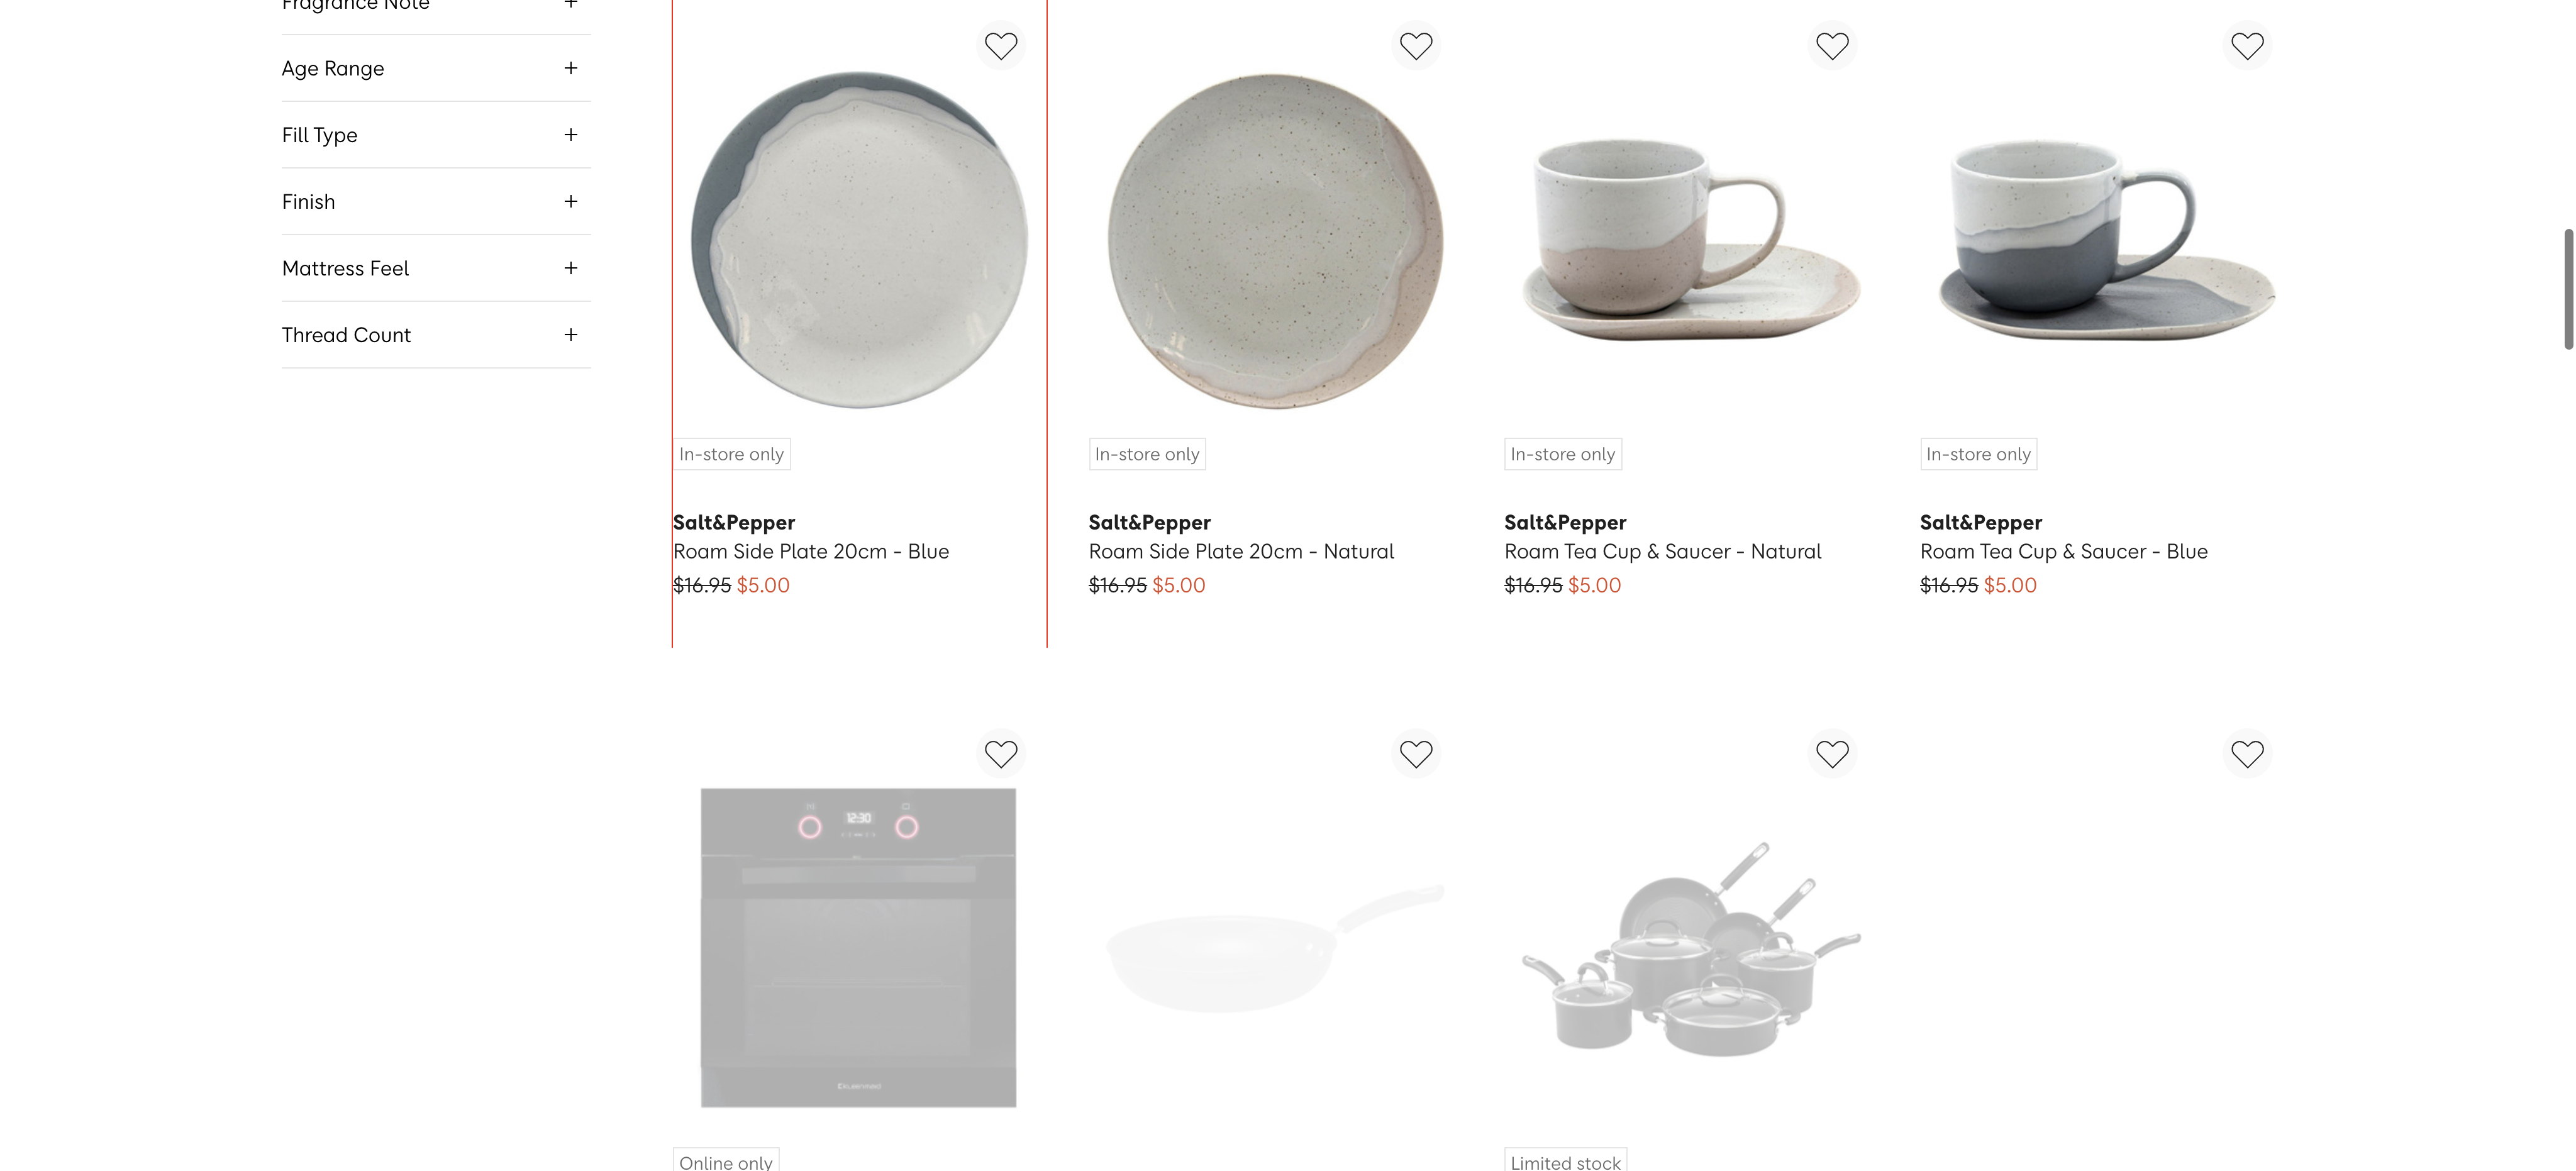 Fragrance Note
Age Range
Fill Type
Finish
Mattress Feel
Thread Count
In-store only
Salt&Pepper
Roam Side Plate 20cm - Blue
$16.95 $5.00
In-store only
Salt&Pepper
Roam Side Plate 20cm - Natural
$16.95 $5.00
In-store only
Salt&Pepper
Roam Tea Cup & Saucer - Natural
$16.95 $5.00
In-store only
Salt&Pepper
Roam Tea Cup & Saucer - Blue
$16.95 $5.00
12:30
Online only
Limited stock